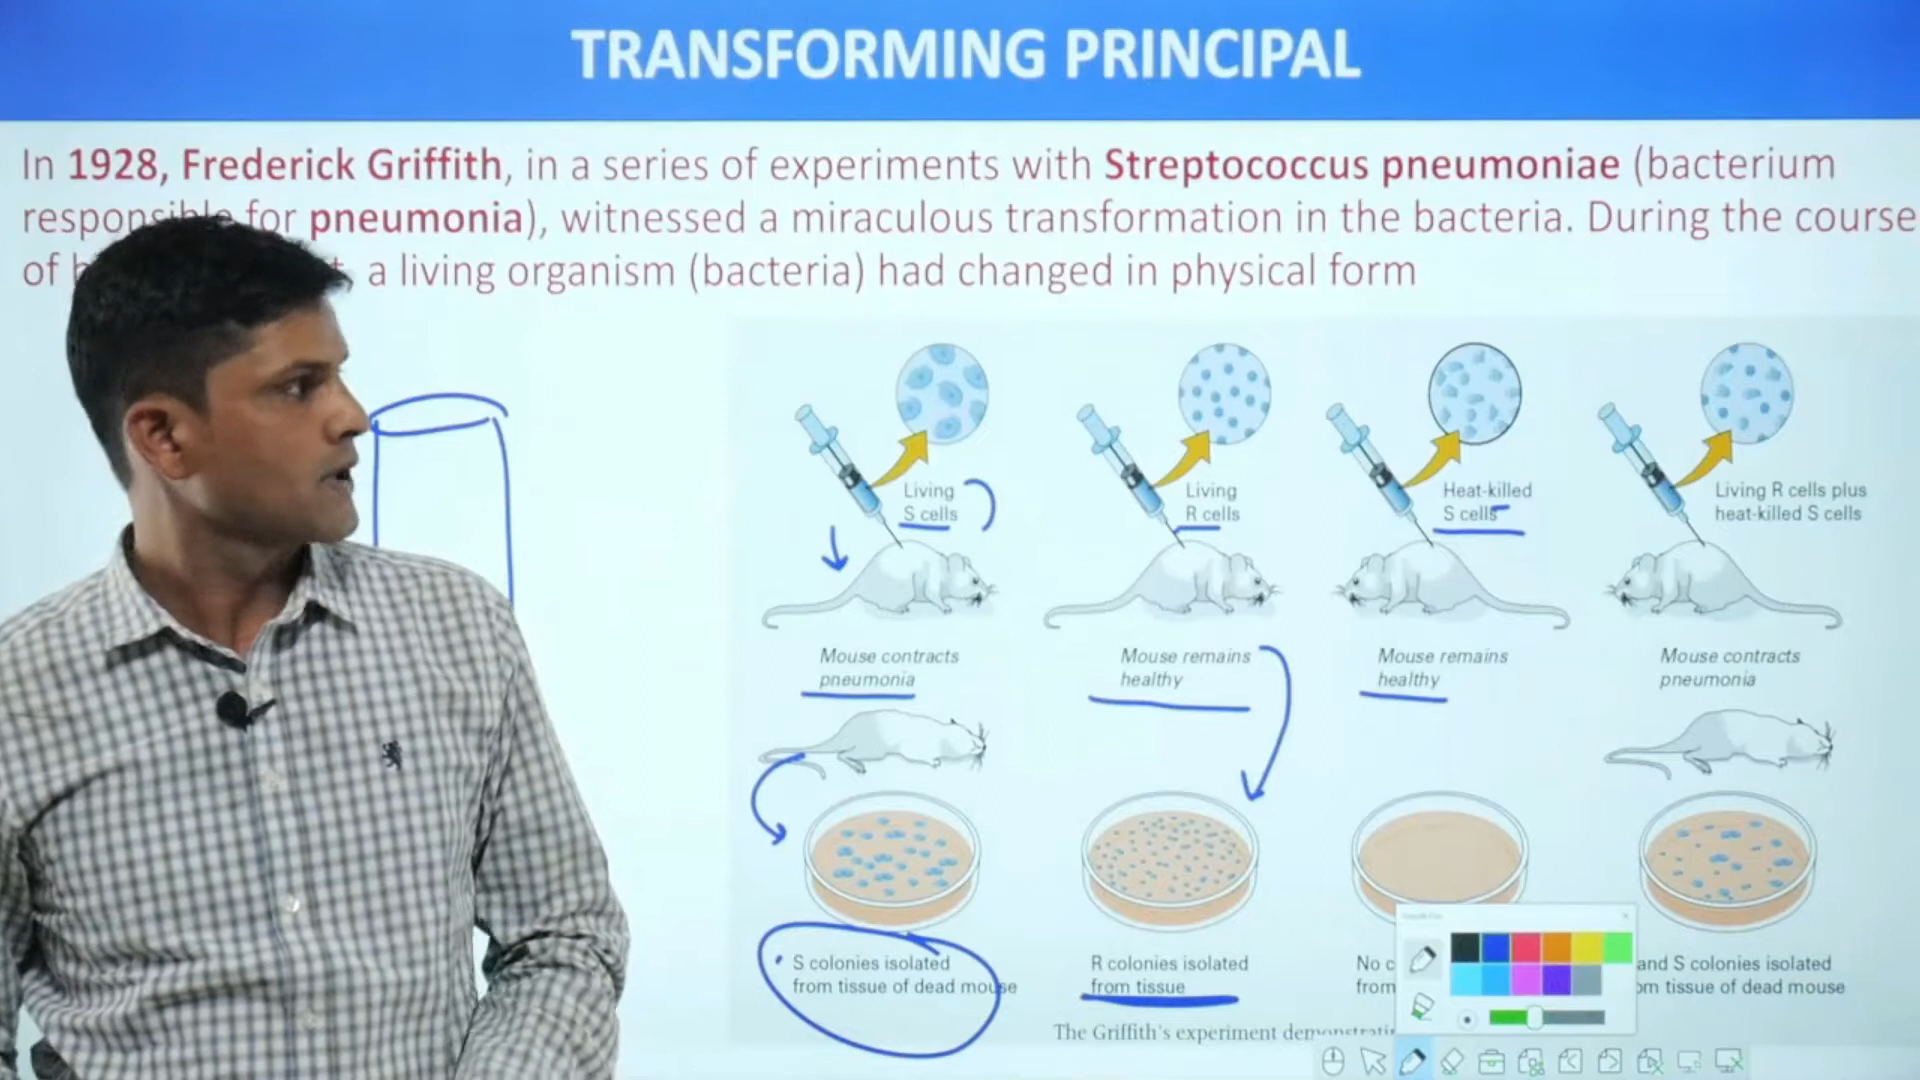 TRANSFORMING PRINCIPAL
In 1928, Frederick Griffith, in a series of experiments with Streptococcus pneumoniae (bacterium
responsible for pneumonia), witnessed a miraculous transformation in the bacteria. During the course
of a living organism (bacteria) had changed in physical form
Living
S cells
Living
R cells
Heat-killed
S cells
Living R cells plus
heat-killed S cells
Mouse contracts
pneumonia
Mouse remains
healthy
Mouse remains
healthy
Mouse contracts
pneumonia
S colonies isolated
from tissue of dead mouse
R colonies isolated
from tissue
No
from
and S colonies isolated
tissue of dead mouse
The Griffith's experiment